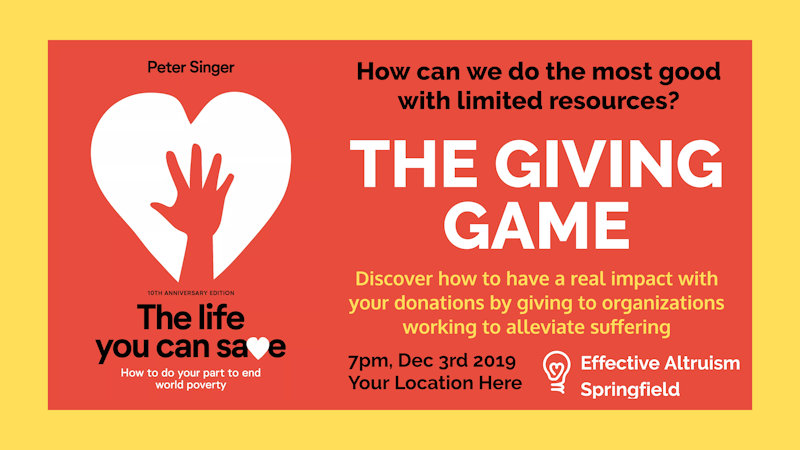 Peter Singer
10TH ANNIVERSARY EDITION
The life
you can save
How to do your part to end
world poverty
How can we do the most good
with limited resources?
THE GIVING
GAME
Discover how to have a real impact with
your donations by giving to organizations
working to alleviate suffering
7pm, Dec 3rd 2019
Your Location Here
Effective Altruism
Springfield